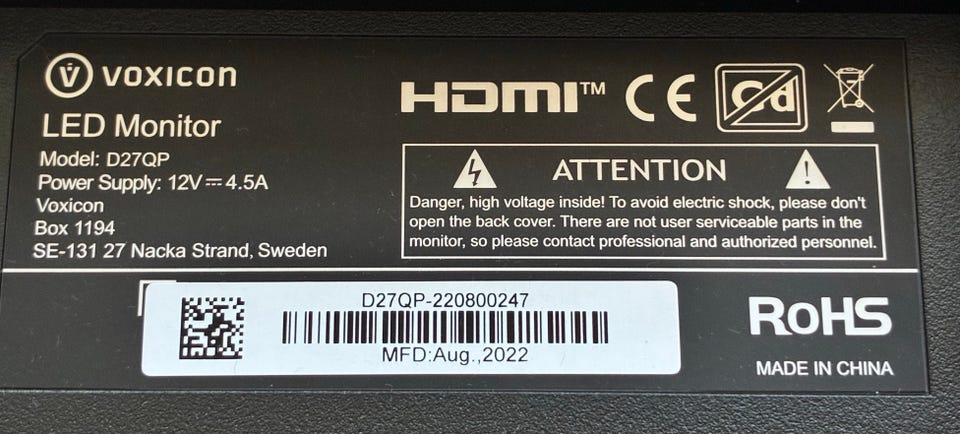 VOXICON
LED Monitor
Model: D27QP
Power Supply: 12V⎓4.5A
Voxicon
Box 1194
SE-131 27 Nacka Strand, Sweden
HDMI™ CE Cd
ATTENTION
Danger, high voltage inside! To avoid electric shock, please don't
open the back cover. There are not user serviceable parts in the
monitor, so please contact professional and authorized personnel.
D27QP-220800247
MFD:Aug.,2022
RoHS
MADE IN CHINA